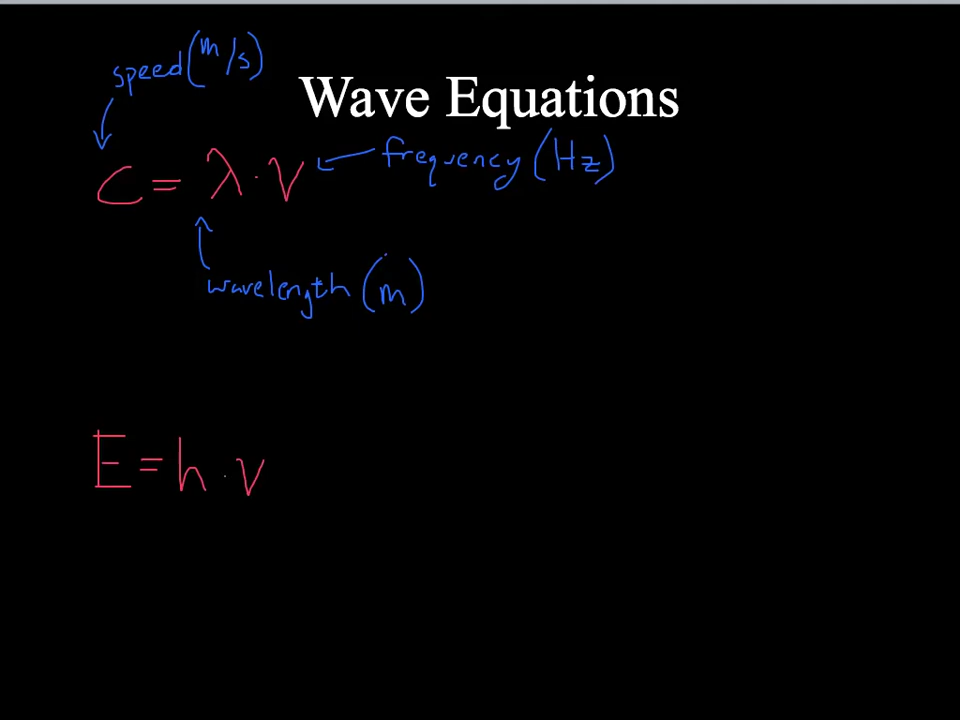 speed (m/s)
Wave Equations
c = λ · ν
frequency (Hz)
wavelength (m)
E = h · ν